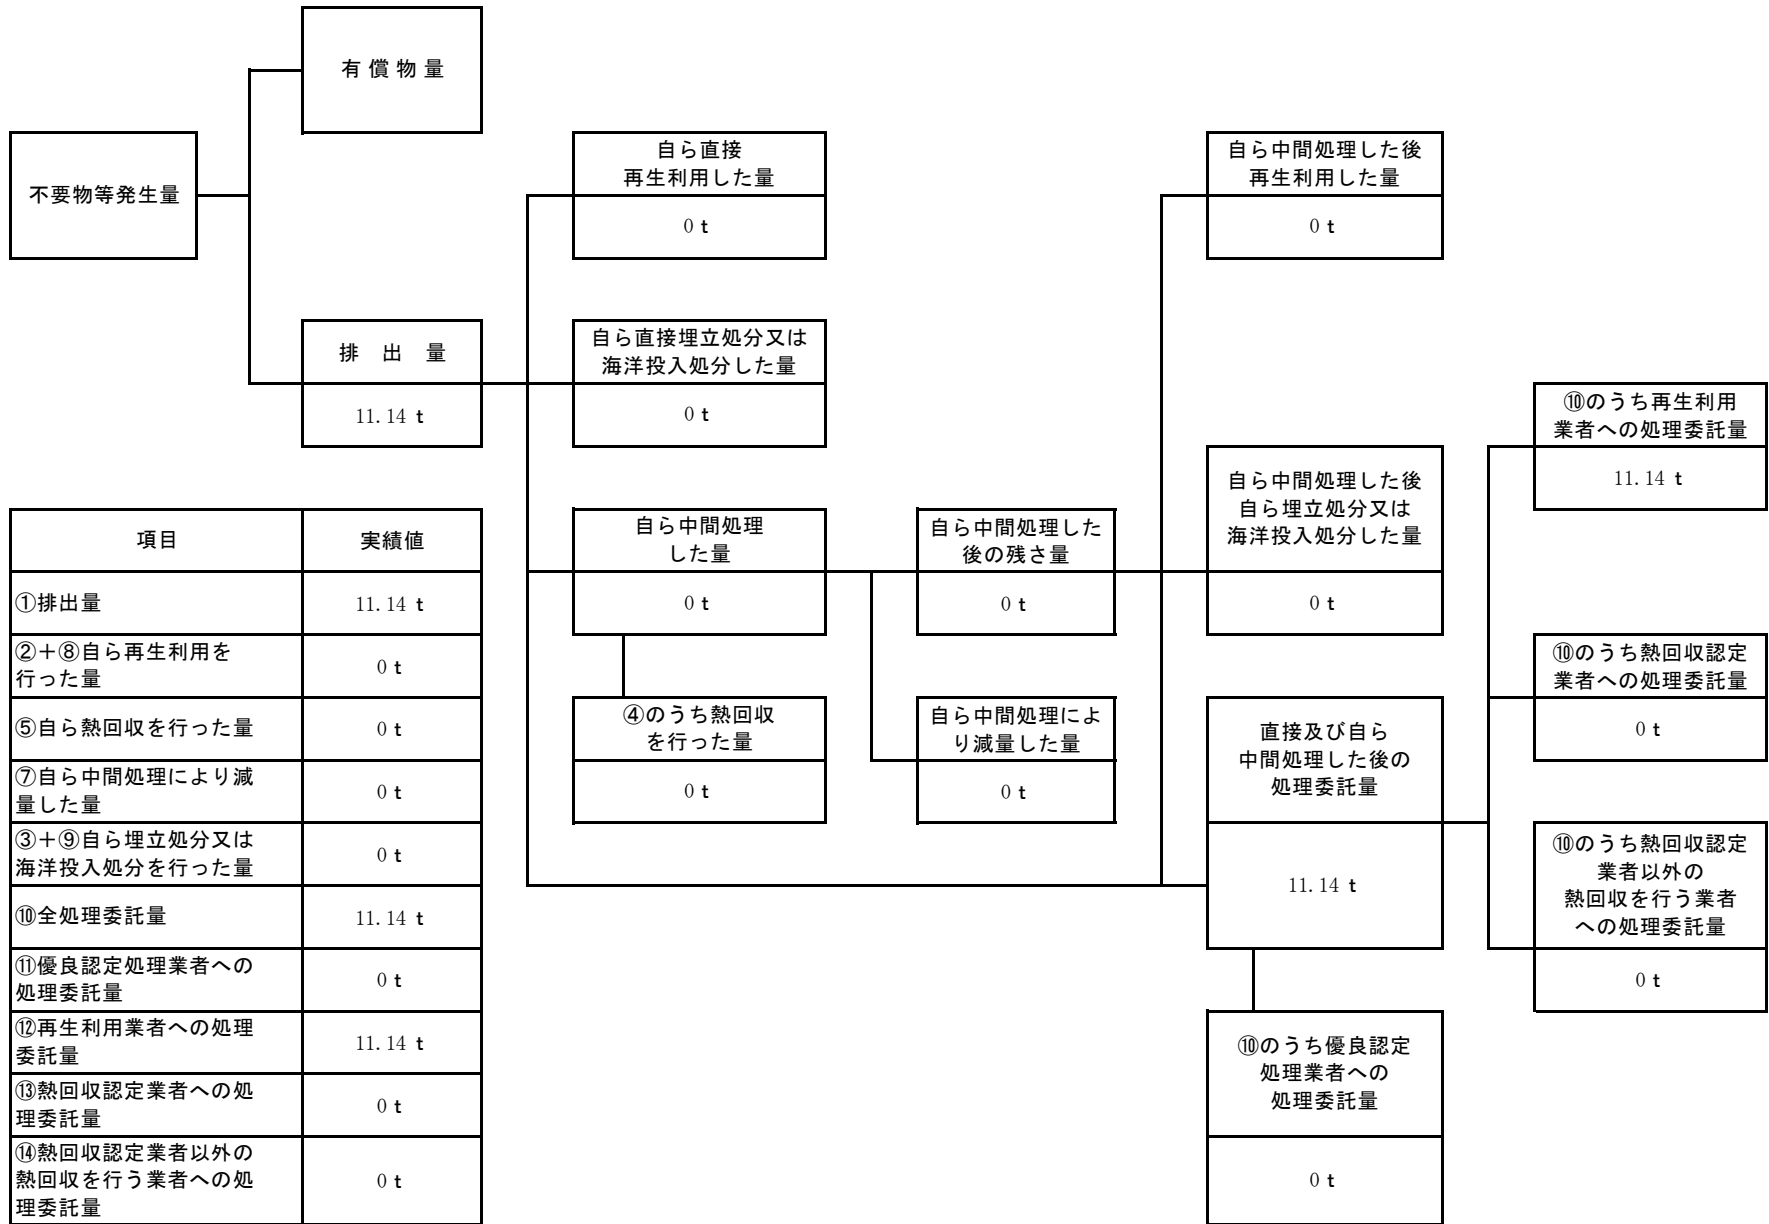 有 償 物 量
不要物等発生量
自ら直接
再生利用した量
0 t
自ら中間処理した後
再生利用した量
0 t
排 出 量
11.14 t
自ら直接埋立処分又は
海洋投入処分した量
0 t
⑩のうち再生利用
業者への処理委託量
11.14 t
自ら中間処理した後
自ら埋立処分又は
海洋投入処分した量
0 t
自ら中間処理
した量
0 t
自ら中間処理した
後の残さ量
0 t
④のうち熱回収
を行った量
0 t
自ら中間処理によ
り減量した量
0 t
直接及び自ら
中間処理した後の
処理委託量
11.14 t
⑩のうち熱回収認定
業者への処理委託量
0 t
⑩のうち熱回収認定
業者以外の
熱回収を行う業者
への処理委託量
0 t
⑩のうち優良認定
処理業者への
処理委託量
0 t
項目 実績値
①排出量 11.14 t
②＋⑧自ら再生利用を
行った量 0 t
⑤自ら熱回収を行った量 0 t
⑦自ら中間処理により減
量した量 0 t
③＋⑨自ら埋立処分又は
海洋投入処分を行った量 0 t
⑩全処理委託量 11.14 t
⑪優良認定処理業者への
処理委託量 0 t
⑫再生利用業者への処理
委託量 11.14 t
⑬熱回収認定業者への処
理委託量 0 t
⑭熱回収認定業者以外の
熱回収を行う業者への処
理委託量 0 t